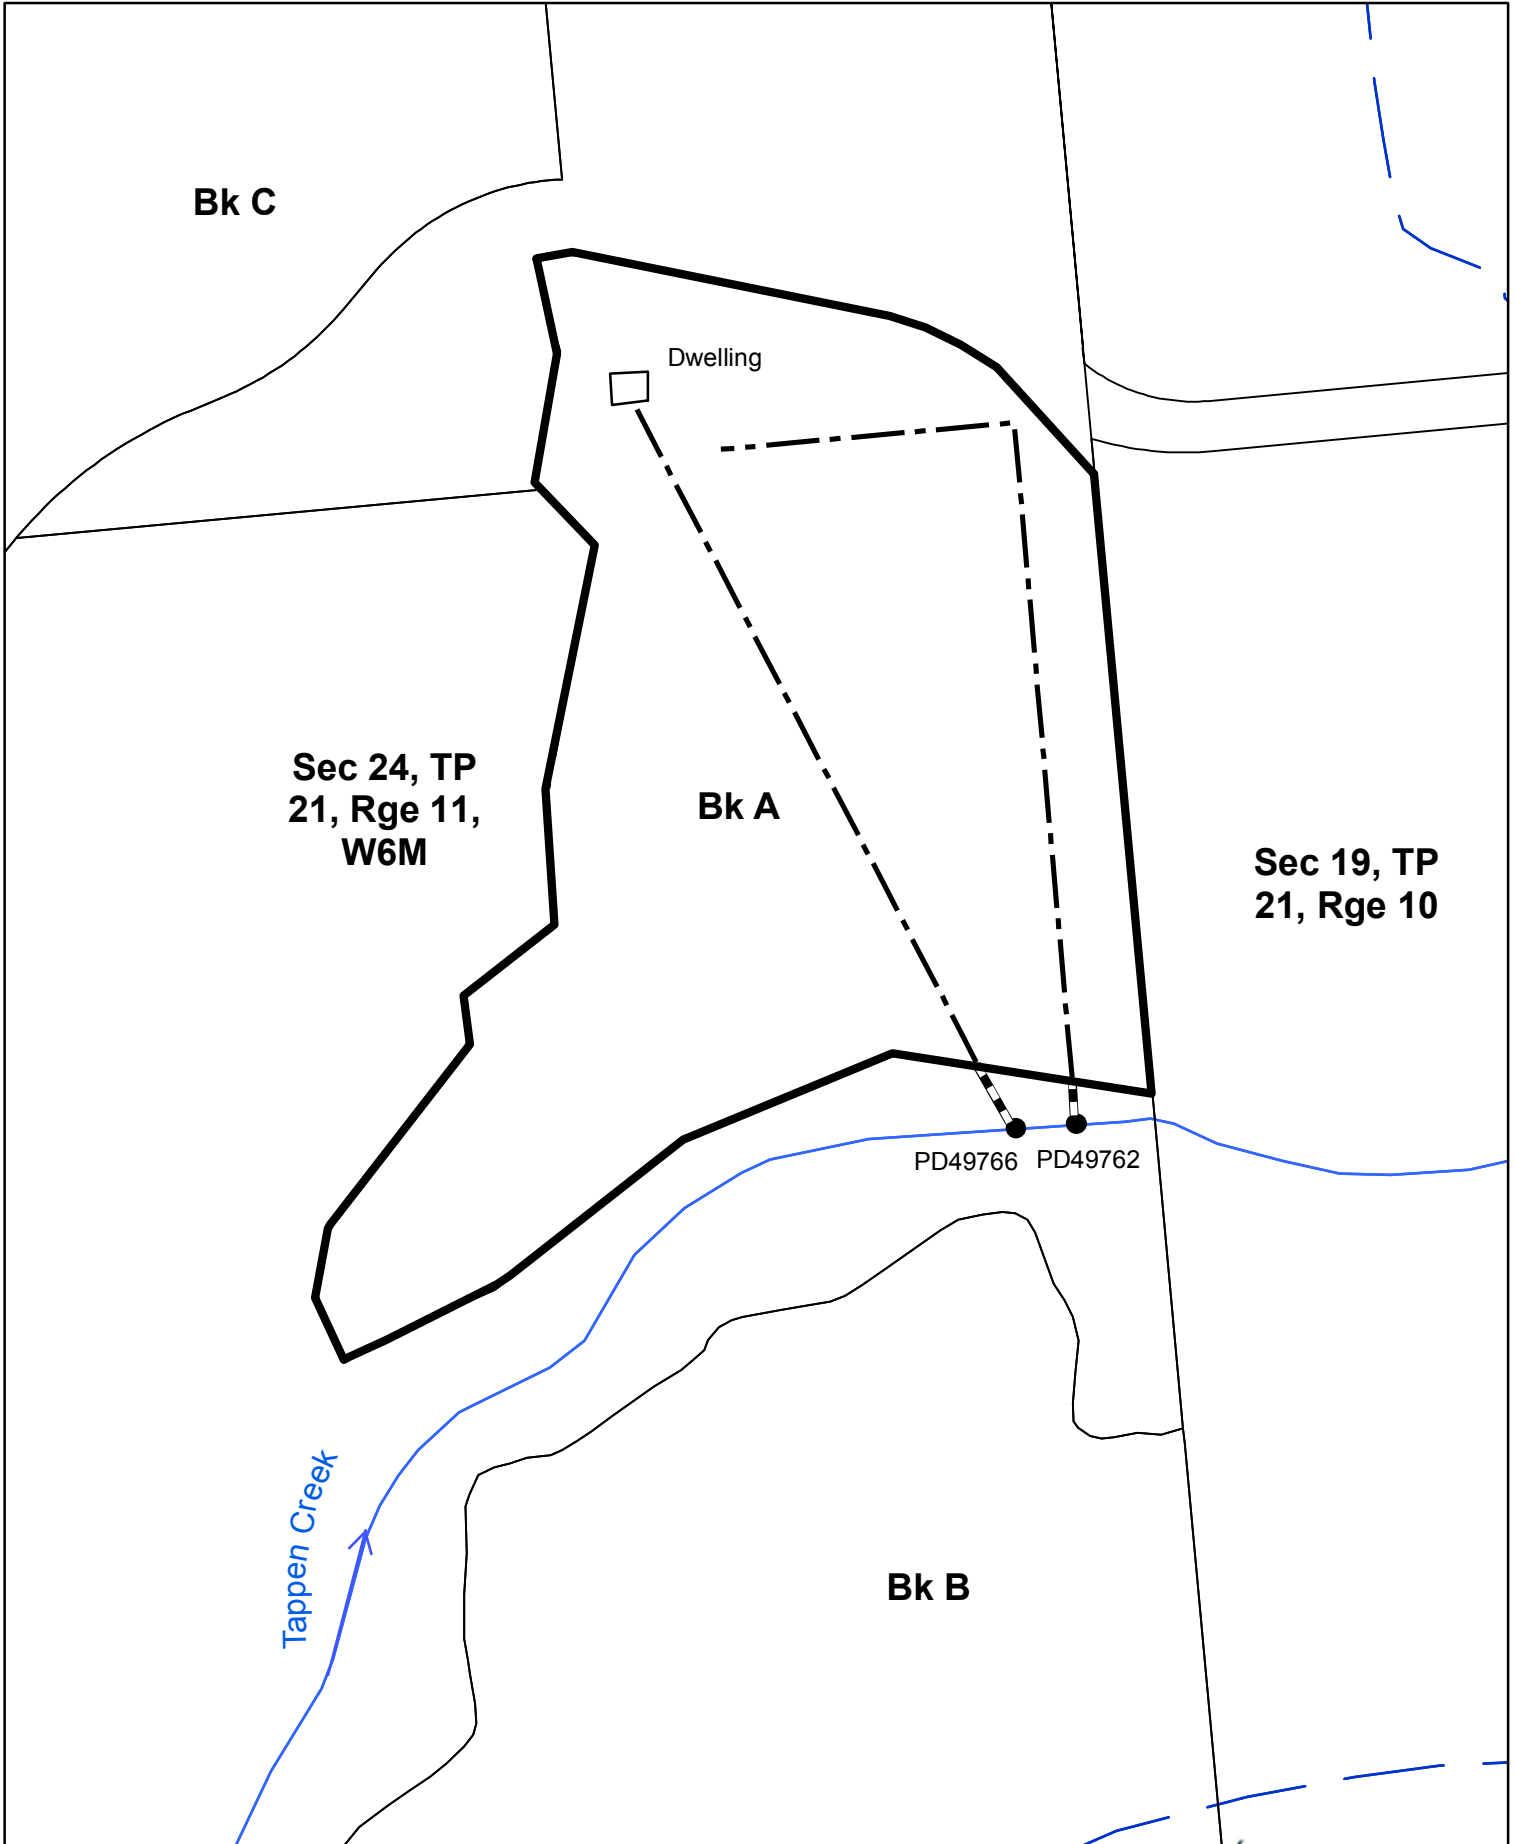 Bk C
Dwelling
Sec 24, TP
21, Rge 11,
W6M
Bk A
Sec 19, TP
21, Rge 10
PD49766
PD49762
Tappen Creek
Bk B